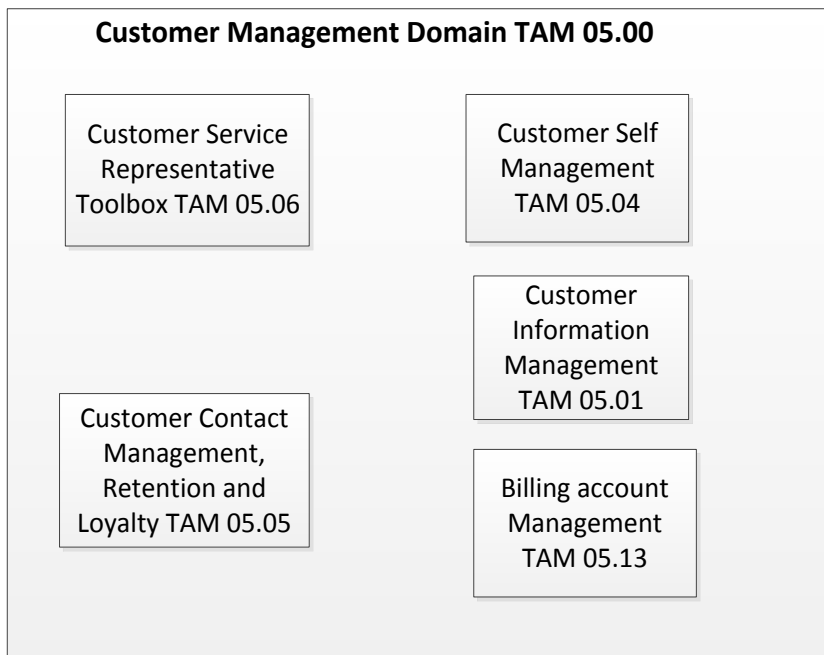 Customer Management Domain TAM 05.00
Customer Service
Representative
Toolbox TAM 05.06
Customer Self
Management
TAM 05.04
Customer
Information
Management
TAM 05.01
Customer Contact
Management,
Retention and
Loyalty TAM 05.05
Billing account
Management
TAM 05.13